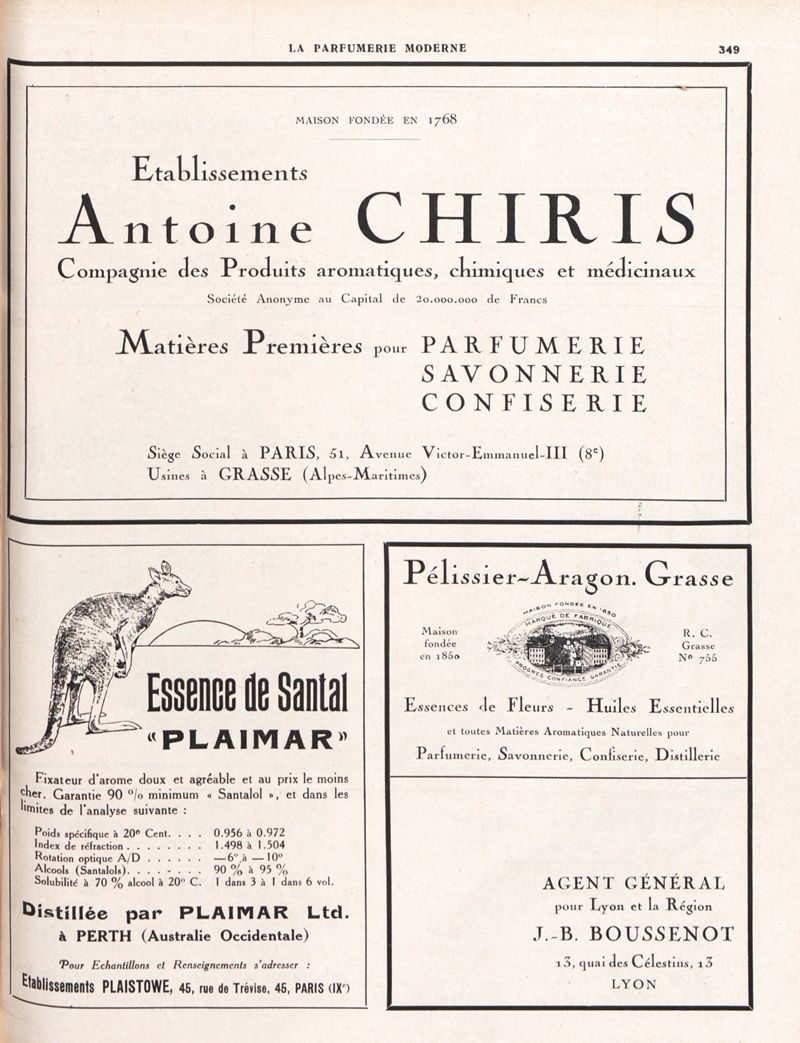 LA PARFUMERIE MODERNE
349
MAISON FONDÉE EN 1768
Etablissements
Antoine CHIRIS
Compagnie des Produits aromatiques, chimiques et médicinaux
Société Anonyme au Capital de 20.000.000 de Francs
Matières Premières pour PARFUMERIE
SAVONNERIE
CONFISERIE
Siège Social à PARIS, 51, Avenue Victor-Emmanuel-III (8e)
Usines à GRASSE (Alpes-Maritimes)
Essence de Santal
"PLAIMAR"
Fixateur d'arome doux et agréable et au prix le moins
cher. Garantie 90 % minimum « Santalol », et dans les
limites de l'analyse suivante :
Poids spécifique à 20° Cent. . . . 0.956 à 0.972
Index de réfraction . . . . . . . . 1.498 à 1.504
Rotation optique A/D . . . . . . —6° à —10°
Alcools (Santalols). . . . . . . . 90 % à 95 %
Solubilité à 70 % alcool à 20° C. 1 dans 3 à 1 dans 6 vol.
Distillée par PLAIMAR Ltd.
à PERTH (Australie Occidentale)
Pour Echantillons et Renseignements s'adresser :
Etablissements PLAISTOWE, 45, rue de Trévise, 45, PARIS (IXe)
Pélissier-Aragon. Grasse
Maison
fondée
en 1850
MAISON FONDÉE EN 1850
MARQUE DE FABRIQUE
PROGRÈS CONFIANCE GARANTIE
R. C.
Grasse
No 755
Essences de Fleurs - Huiles Essentielles
et toutes Matières Aromatiques Naturelles pour
Parfumerie, Savonnerie, Confiserie, Distillerie
AGENT GÉNÉRAL
pour Lyon et la Région
J.-B. BOUSSENOT
13, quai des Célestins, 13
LYON